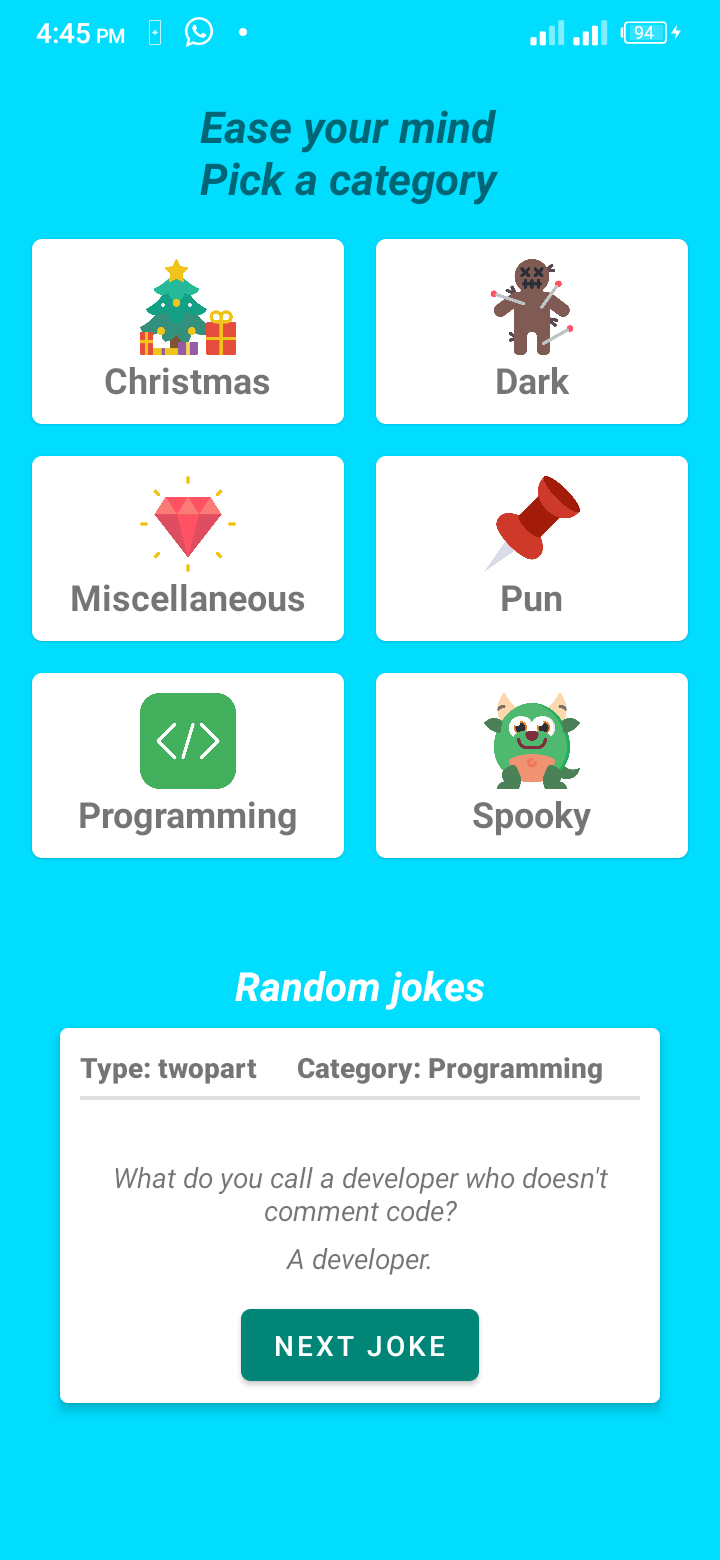 4:45 PM
94
Ease your mind
Pick a category
Christmas
Dark
Miscellaneous
Pun
Programming
Spooky
Random jokes
Type: twopart Category: Programming
What do you call a developer who doesn't
comment code?
A developer.
NEXT JOKE